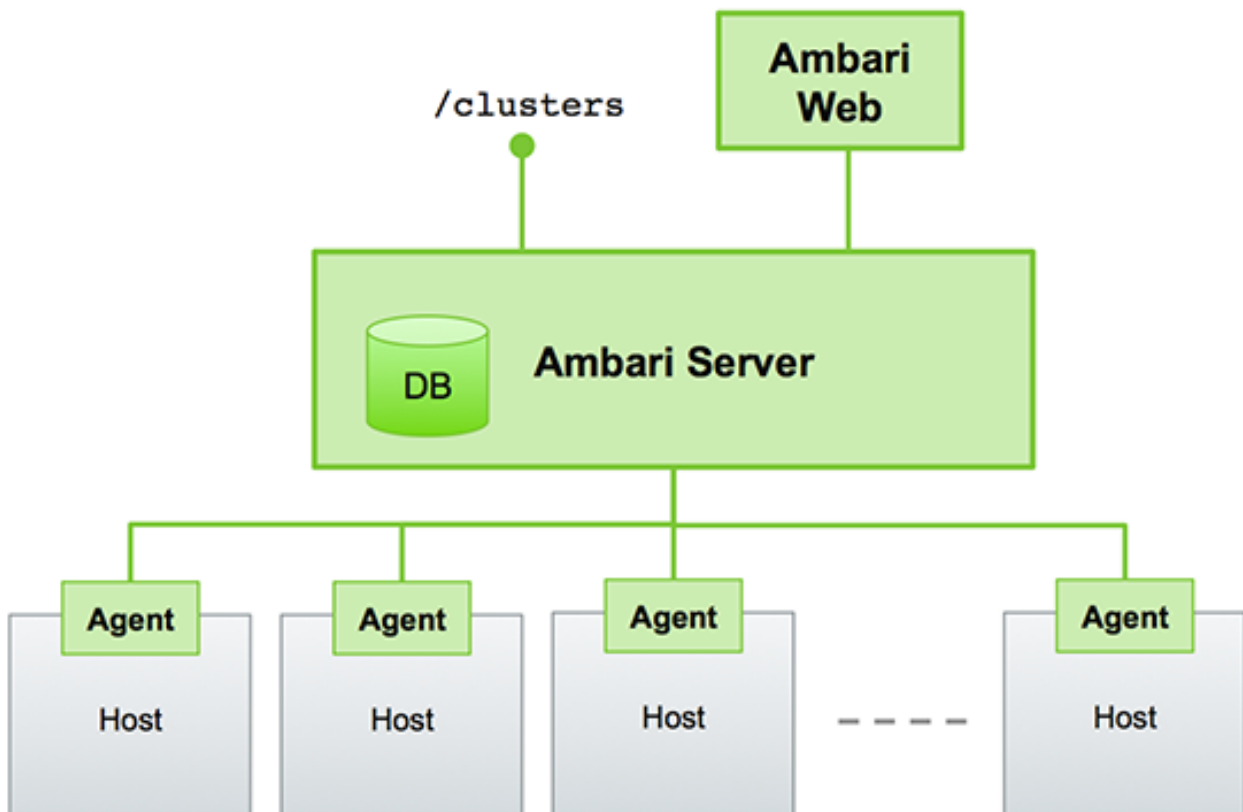 Ambari
Web
/clusters
DB
Ambari Server
Agent
Agent
Agent
Agent
Host
Host
Host
Host